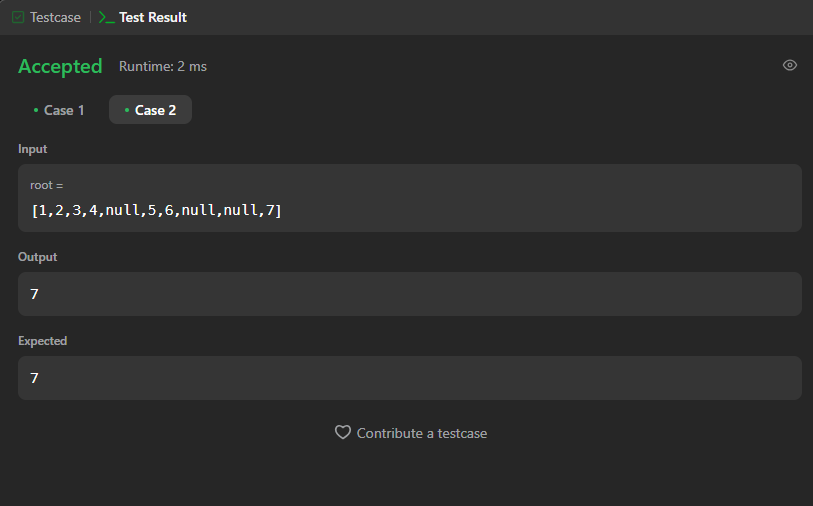 Testcase | Test Result
Accepted Runtime: 2 ms
Case 1 Case 2
Input
root =
[1,2,3,4,null,5,6,null,null,7]
Output
7
Expected
7
Contribute a testcase